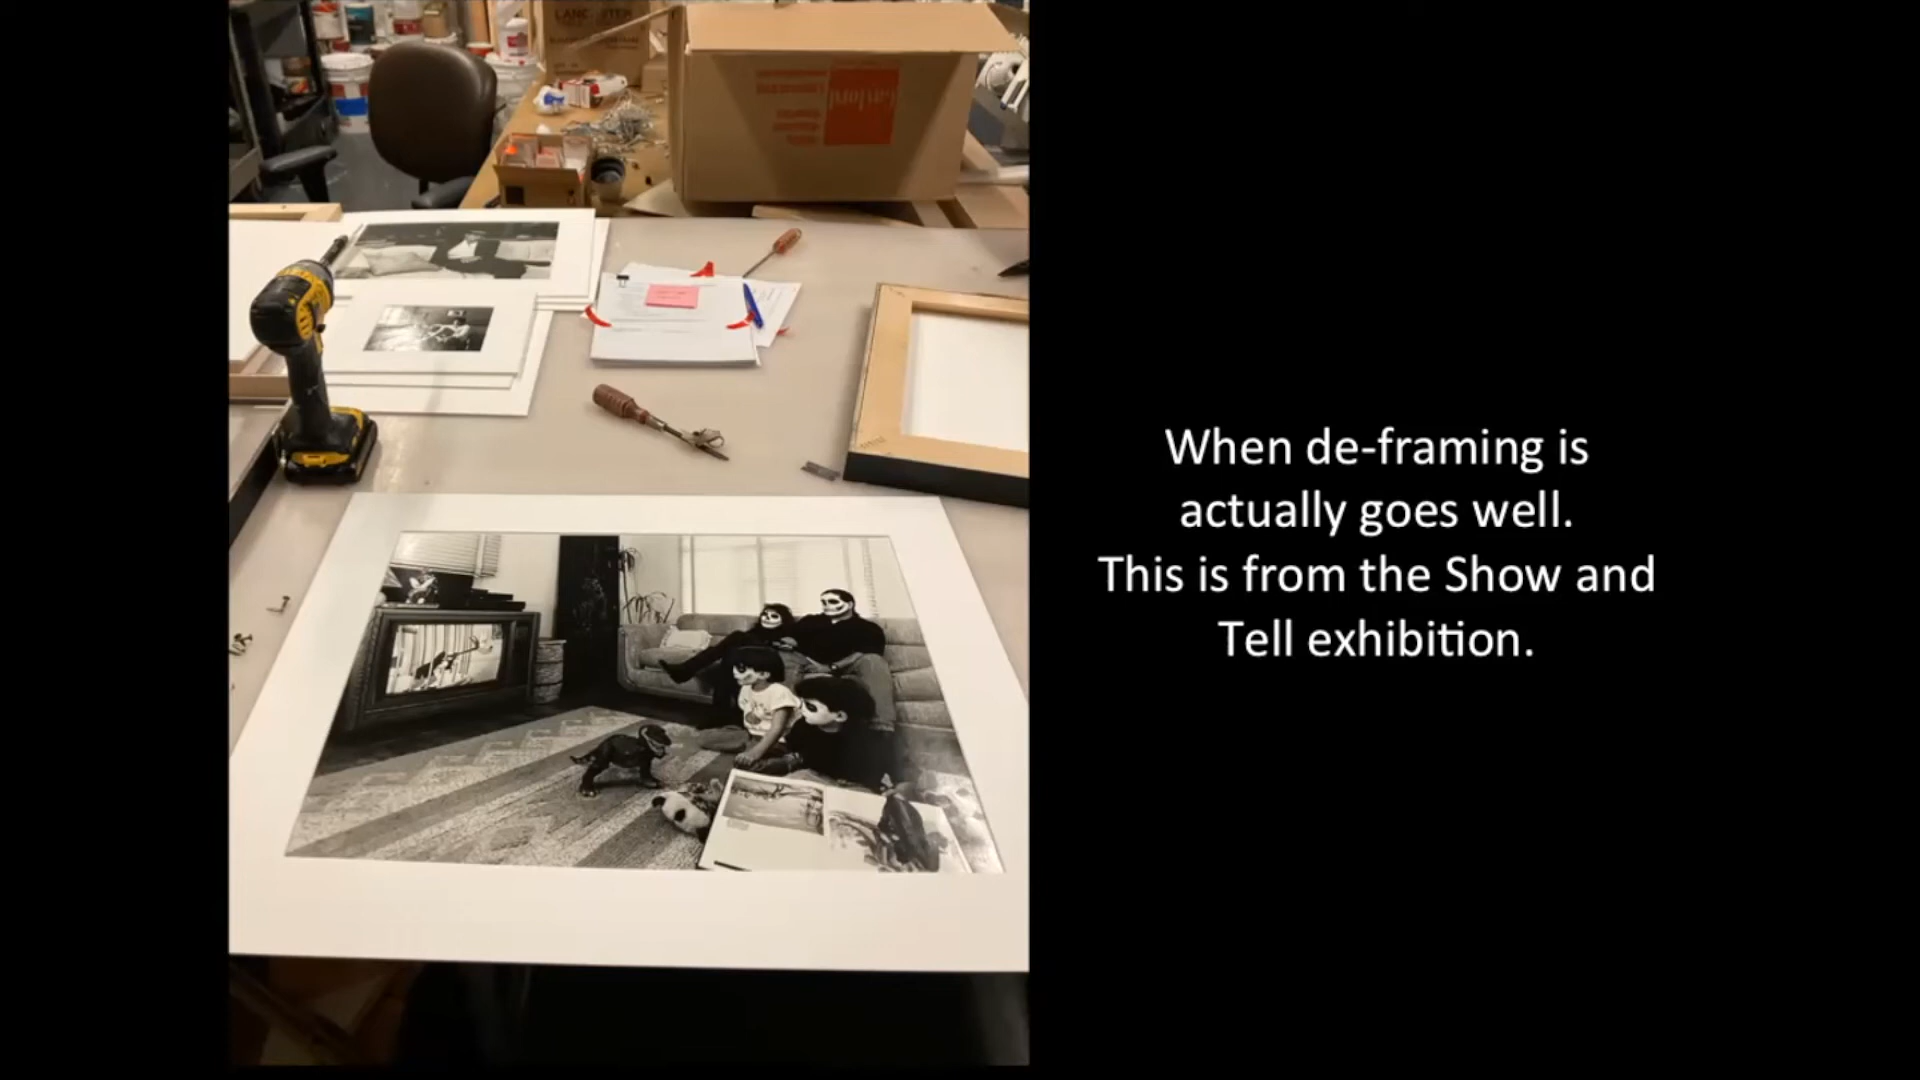 When de-framing is
actually goes well.
This is from the Show and
Tell exhibition.